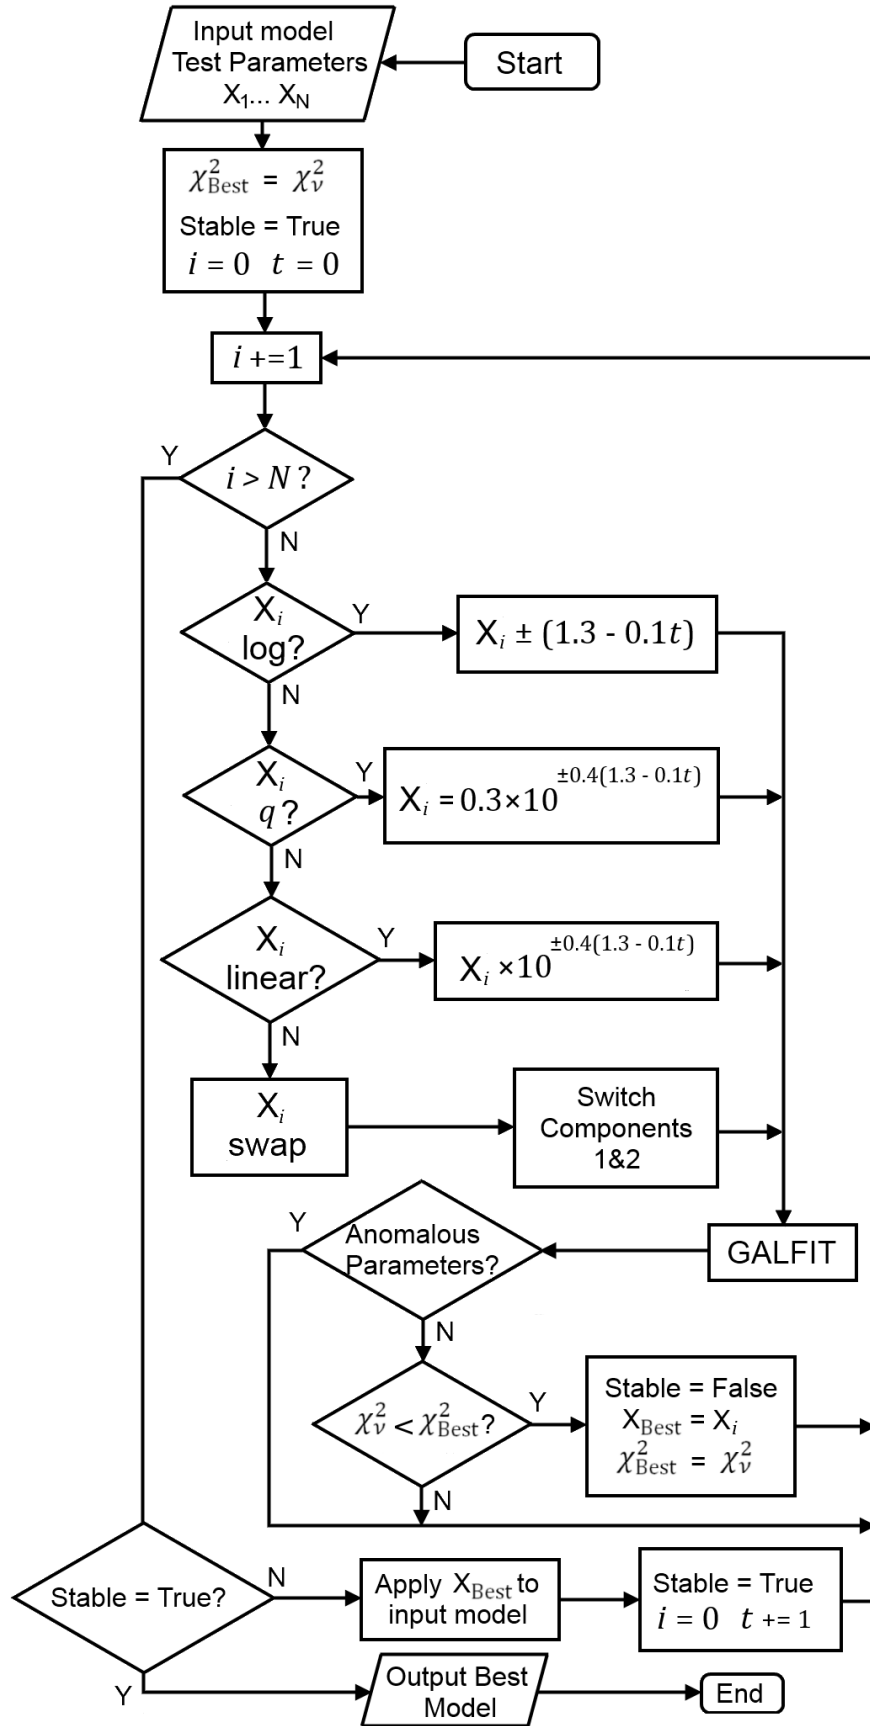 Start
Input model
Test Parameters
X₁... X_N
χ²_Best = χ²_ν
Stable = True
i = 0 t = 0
i +=1
i > N ?
Y
N
X_i
log?
Y
N
X_i ± (1.3 - 0.1t)
X_i
q ?
Y
N
X_i = 0.3×10^±0.4(1.3 - 0.1t)
X_i
linear?
Y
N
X_i ×10^±0.4(1.3 - 0.1t)
X_i
swap
Switch
Components
1&2
GALFIT
Anomalous
Parameters?
Y
N
χ²_ν < χ²_Best ?
Y
N
Stable = False
X_Best = X_i
χ²_Best = χ²_ν
Stable = True?
N
Y
Apply X_Best to
input model
Stable = True
i = 0 t += 1
Output Best
Model
End